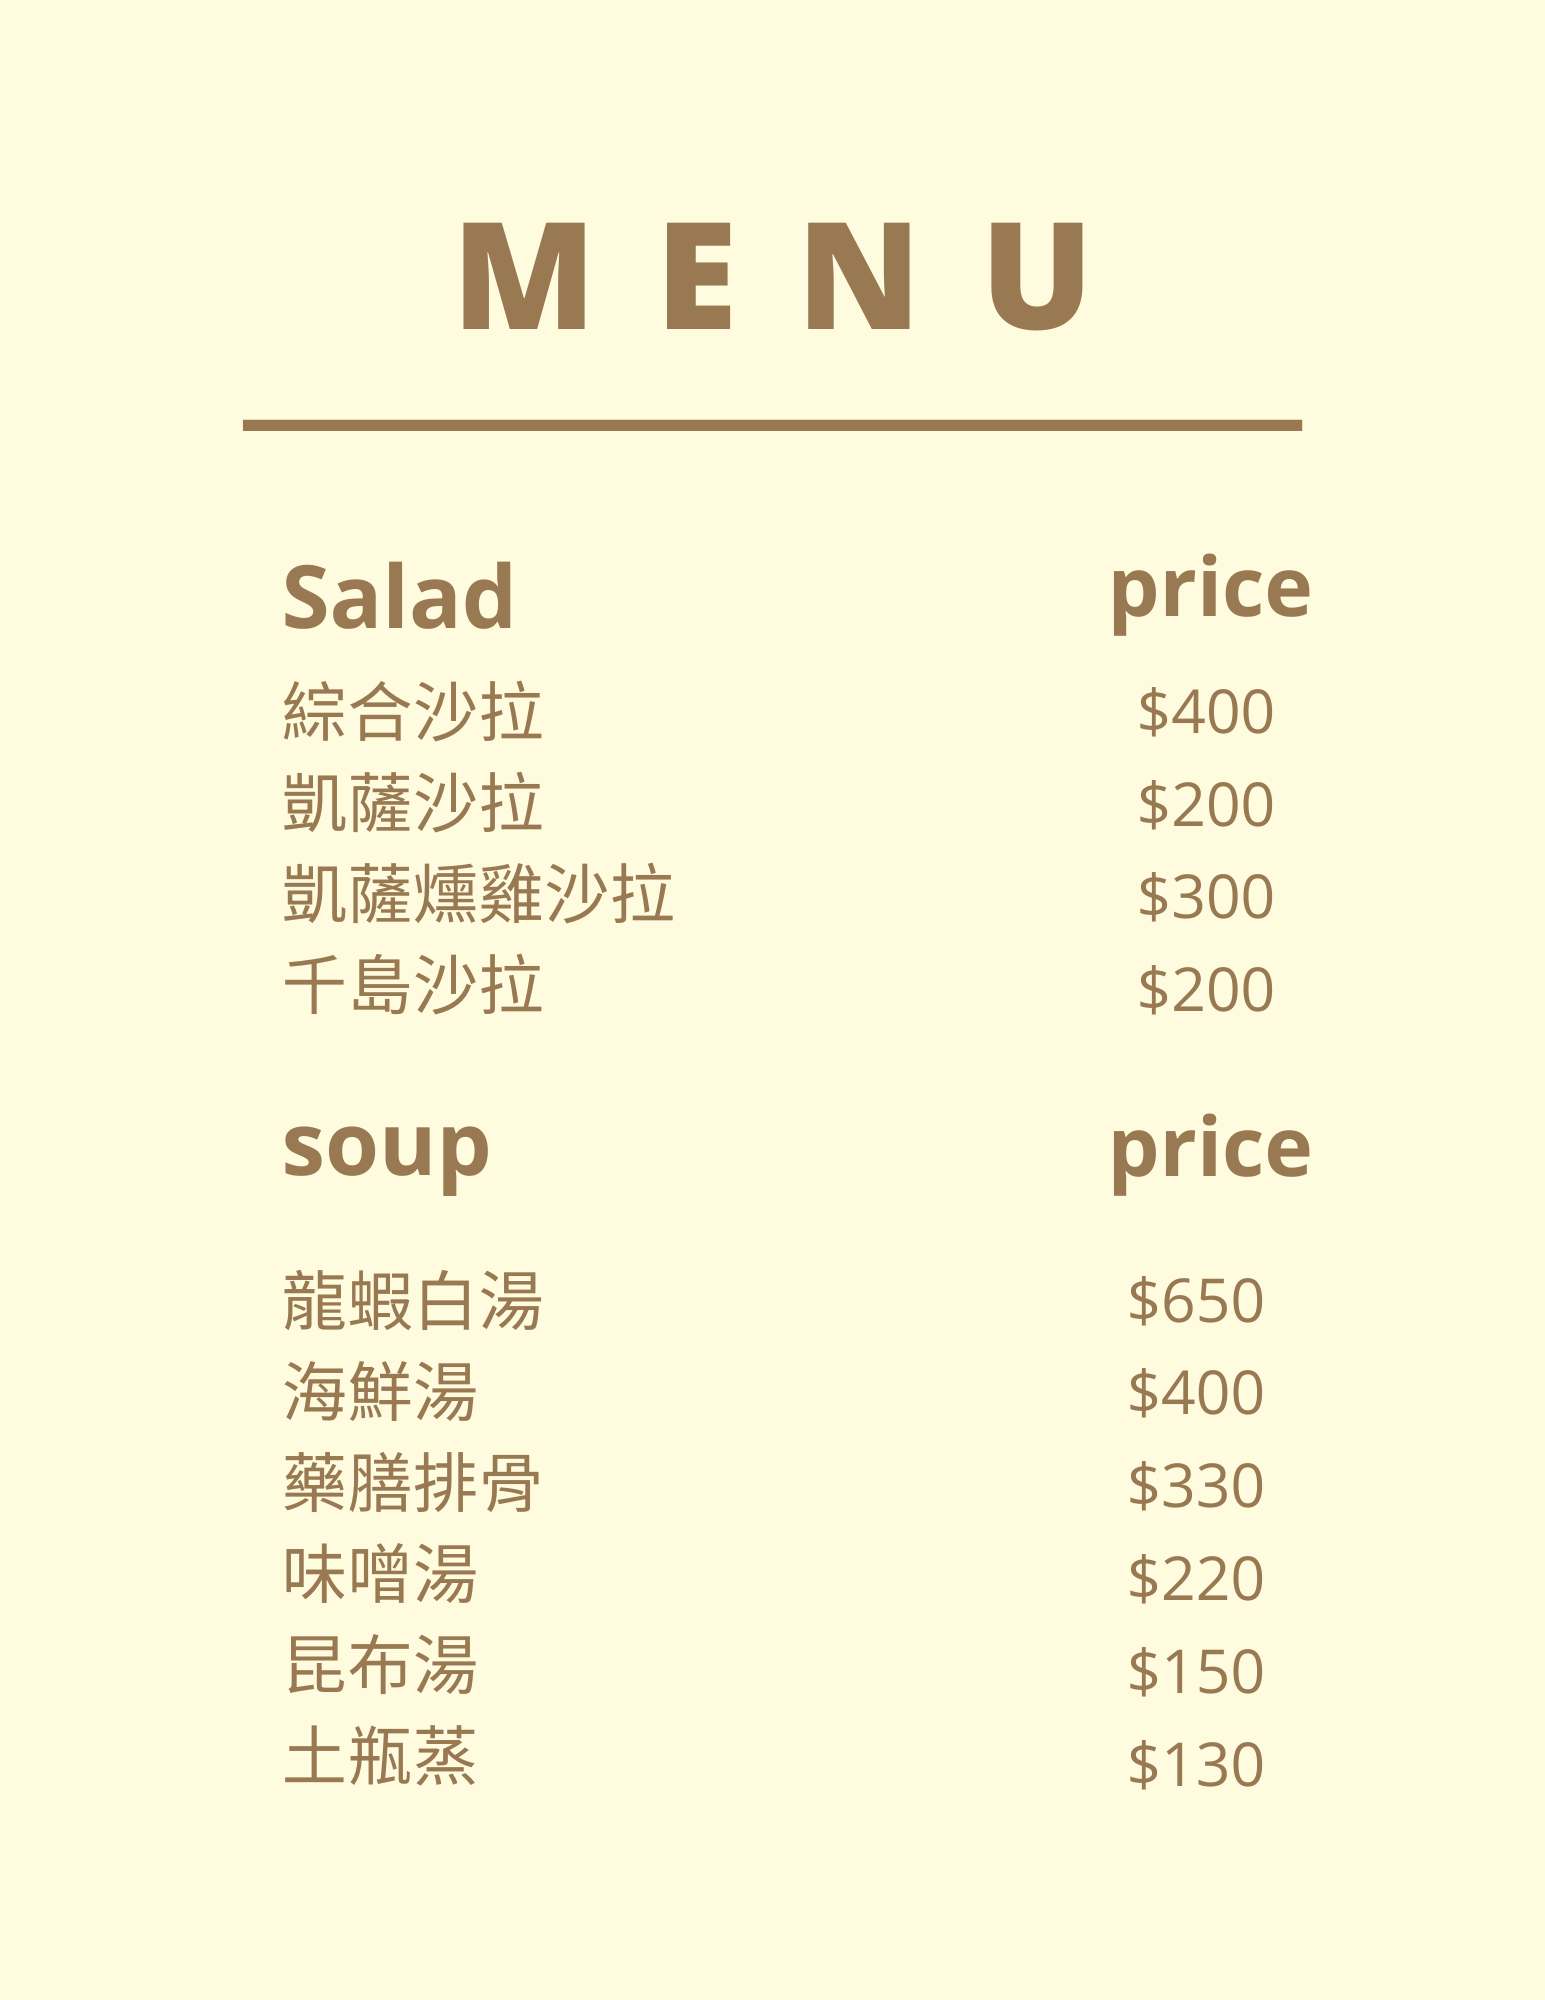 MENU
Salad price
綜合沙拉 $400
凱薩沙拉 $200
凱薩燻雞沙拉 $300
千島沙拉 $200
soup price
龍蝦白湯 $650
海鮮湯 $400
藥膳排骨 $330
味噌湯 $220
昆布湯 $150
土瓶蒸 $130